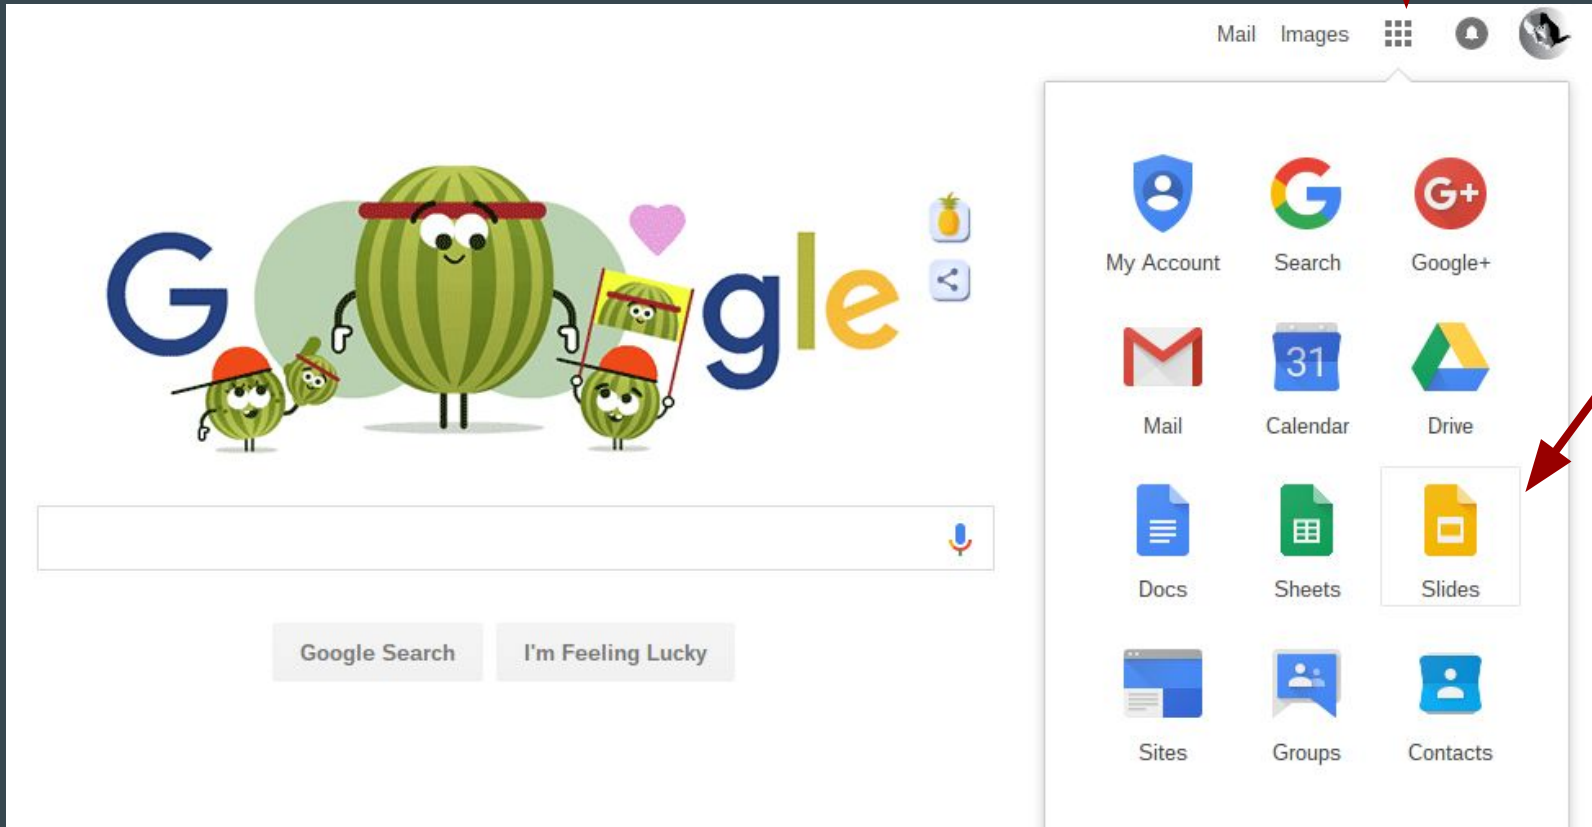 Mail Images
G gle
My Account Search Google+
G+
31
Mail Calendar Drive
Docs Sheets Slides
Google Search I'm Feeling Lucky
Sites Groups Contacts